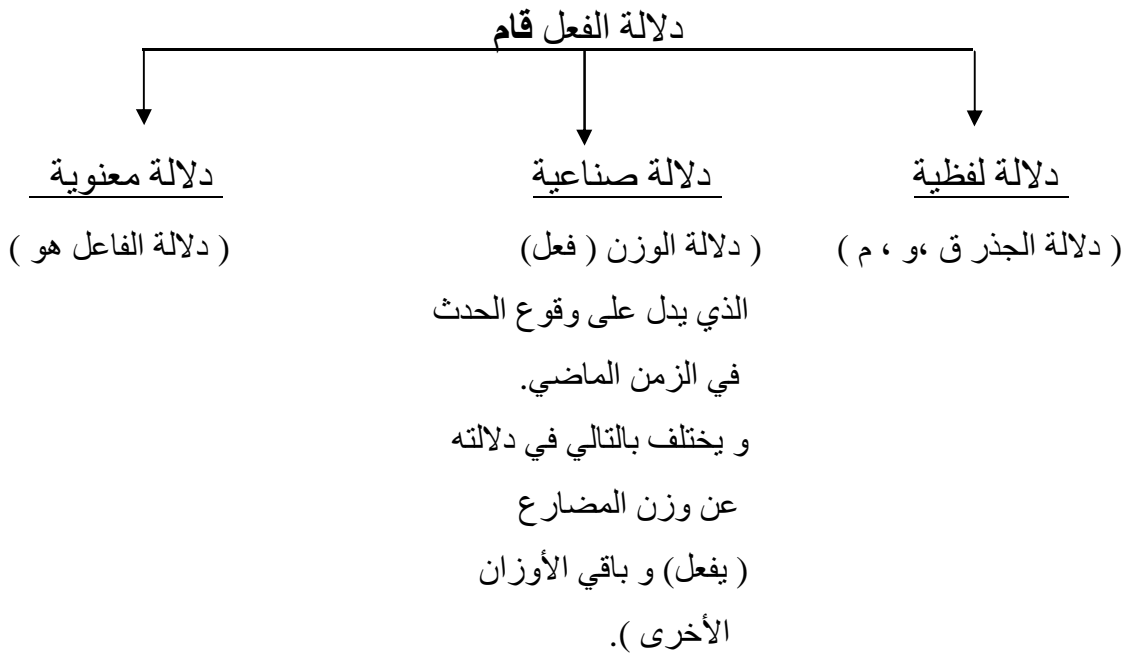 دلالة الفعل قام
دلالة لفظية
دلالة صناعية
دلالة معنوية
( دلالة الجذر ق ،و ، م )
( دلالة الوزن ( فعل)
( دلالة الفاعل هو )
الذي يدل على وقوع الحدث
في الزمن الماضي.
و يختلف بالتالي في دلالته
عن وزن المضارع
( يفعل) و باقي الأوزان
الأخرى ).